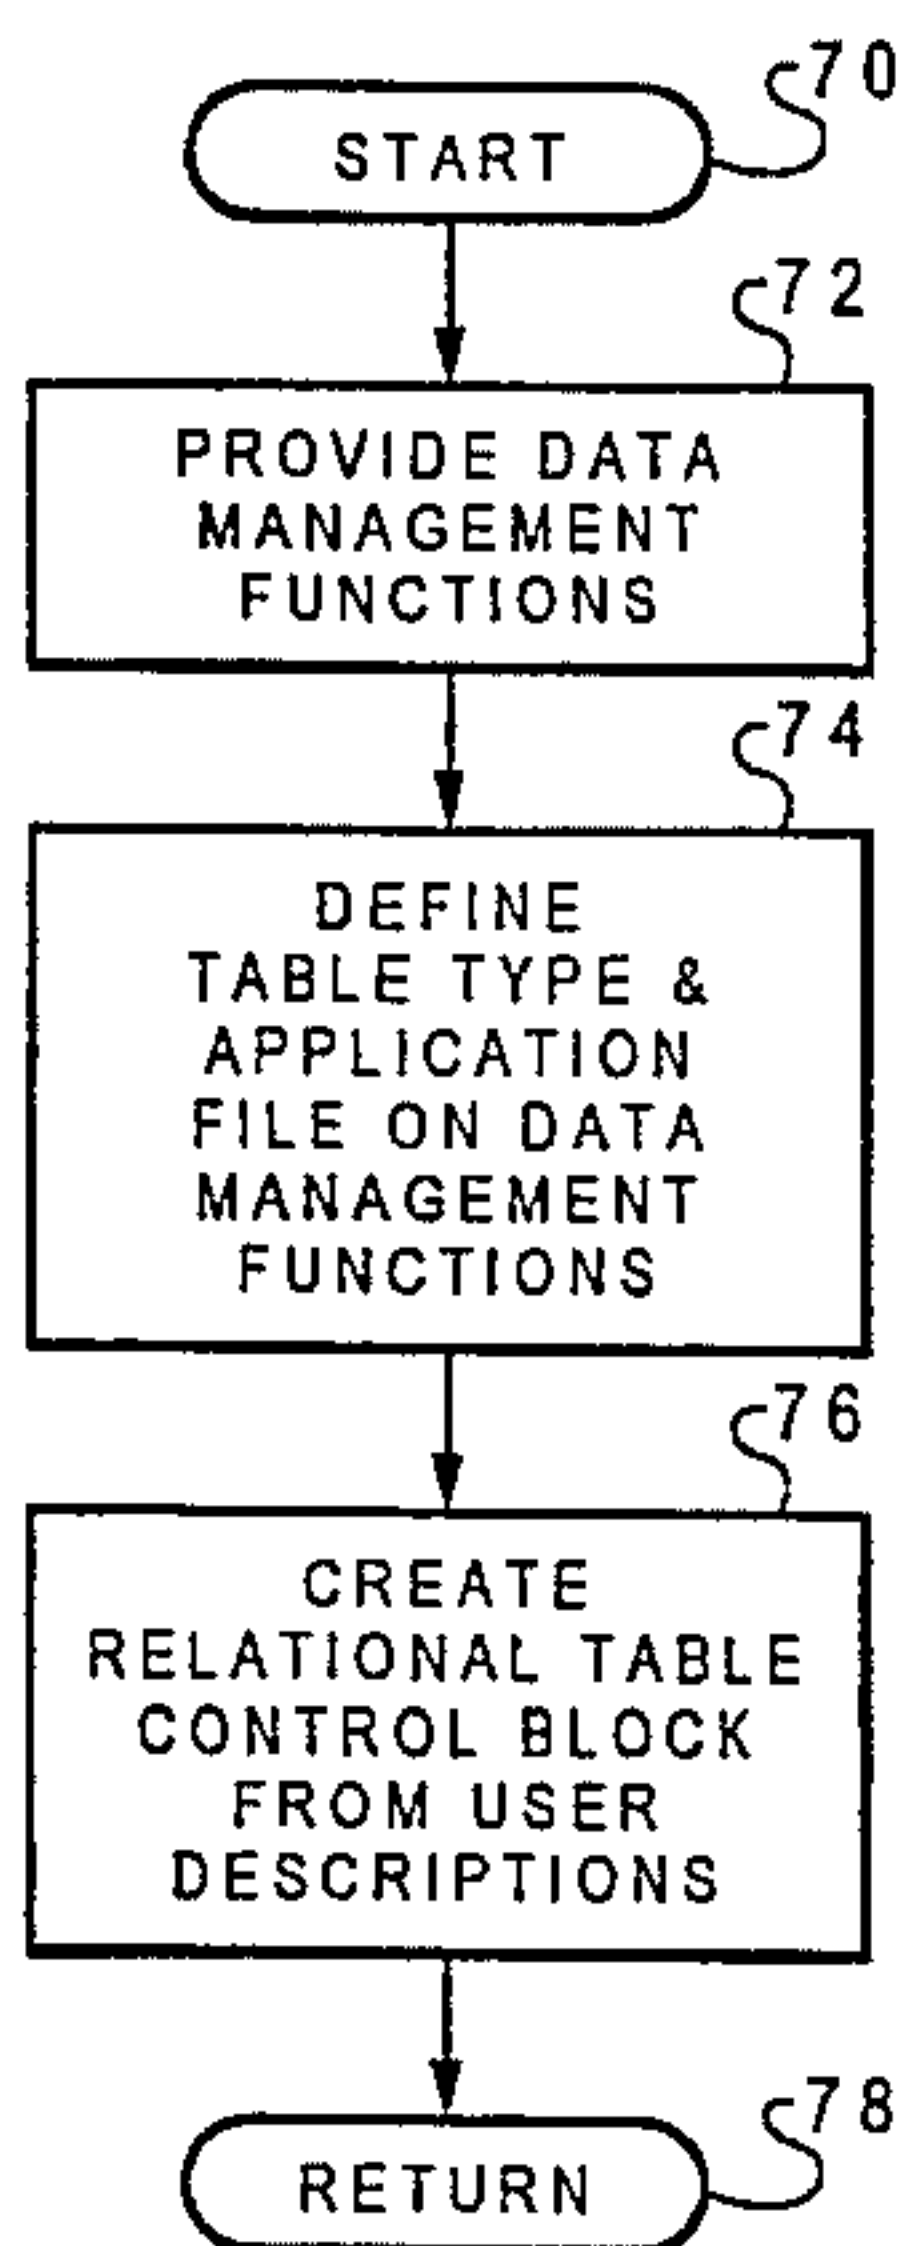 70
START
72
PROVIDE DATA
MANAGEMENT
FUNCTIONS
74
DEFINE
TABLE TYPE &
APPLICATION
FILE ON DATA
MANAGEMENT
FUNCTIONS
76
CREATE
RELATIONAL TABLE
CONTROL BLOCK
FROM USER
DESCRIPTIONS
78
RETURN